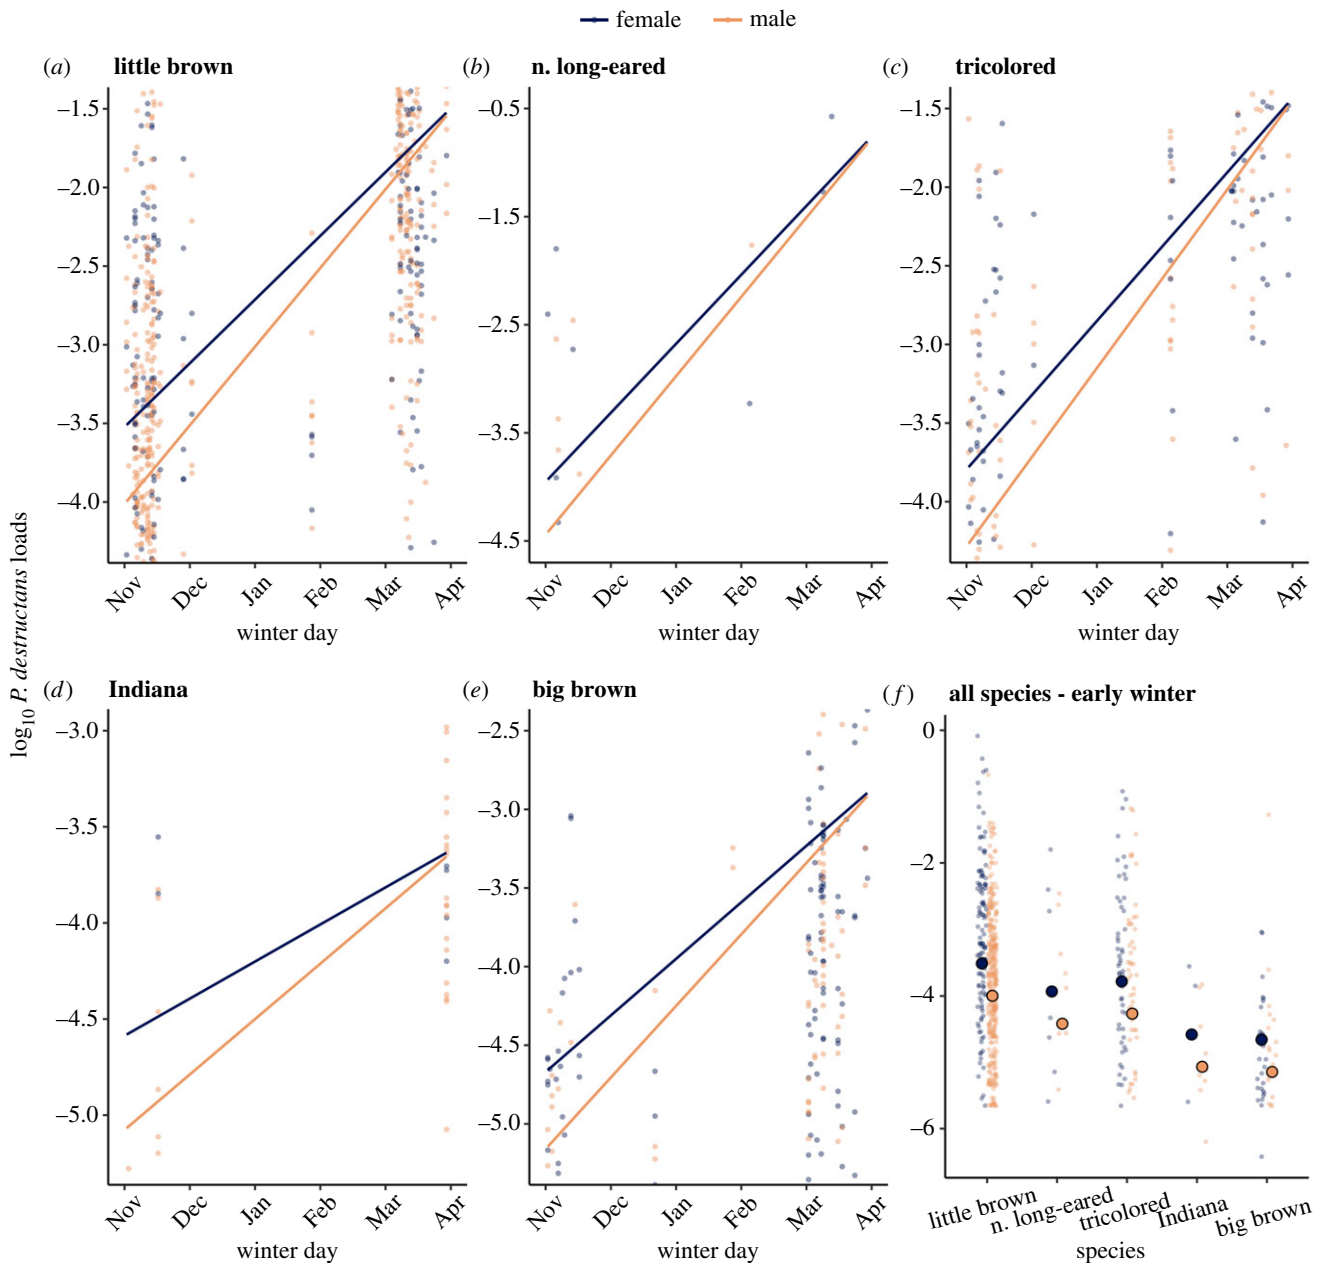 female male
(a) little brown
−1.5
−2.0
−2.5
−3.0
−3.5
−4.0
Nov Dec Jan Feb Mar Apr
winter day
(b) n. long-eared
−0.5
−1.5
−2.5
−3.5
−4.5
Nov Dec Jan Feb Mar Apr
winter day
(c) tricolored
−1.5
−2.0
−2.5
−3.0
−3.5
−4.0
Nov Dec Jan Feb Mar Apr
winter day
log10 P. destructans loads
(d) Indiana
−3.0
−3.5
−4.0
−4.5
−5.0
Nov Dec Jan Feb Mar Apr
winter day
(e) big brown
−2.5
−3.0
−3.5
−4.0
−4.5
−5.0
Nov Dec Jan Feb Mar Apr
winter day
(f) all species - early winter
0
−2
−4
−6
little brown n. long-eared tricolored Indiana big brown
species